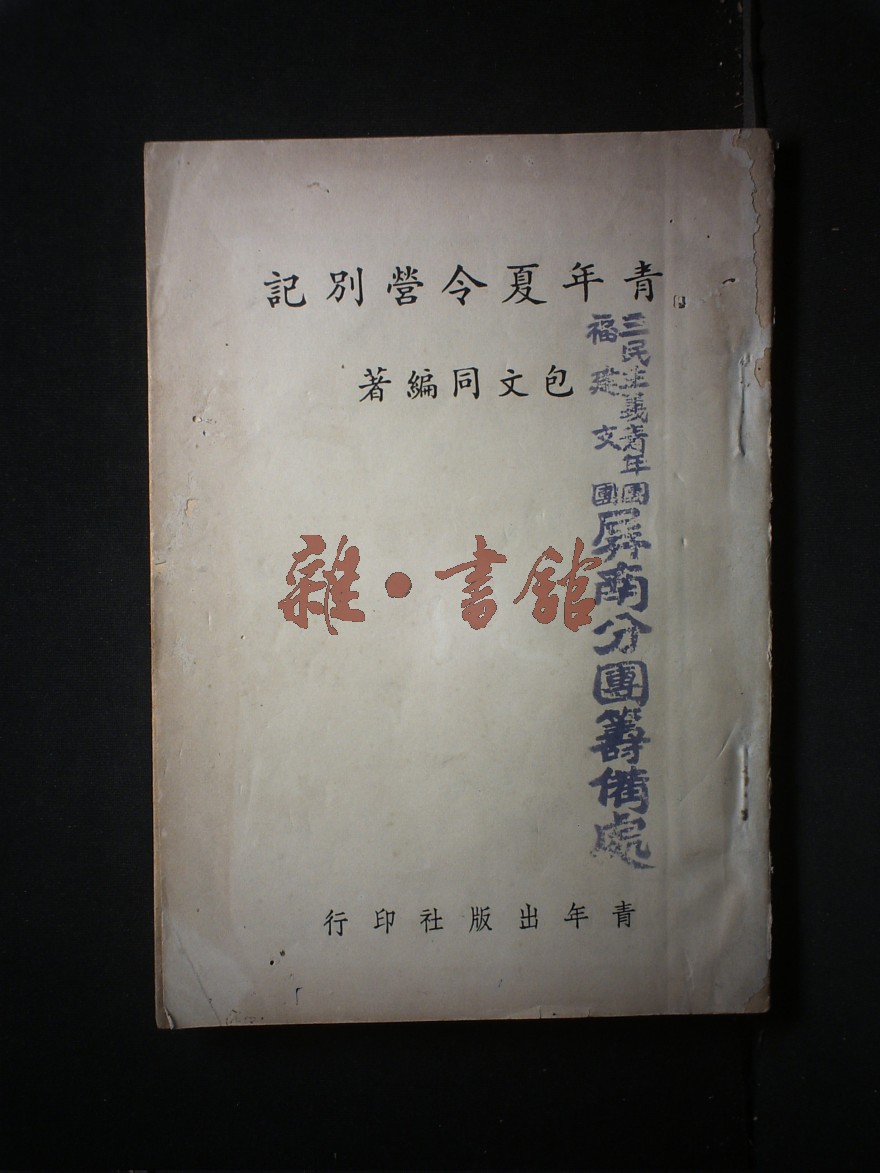 青年夏令營別記
包文同編著
三民主義青年團
福建支團
屏南分團籌備處
雜·書館
青年出版社印行